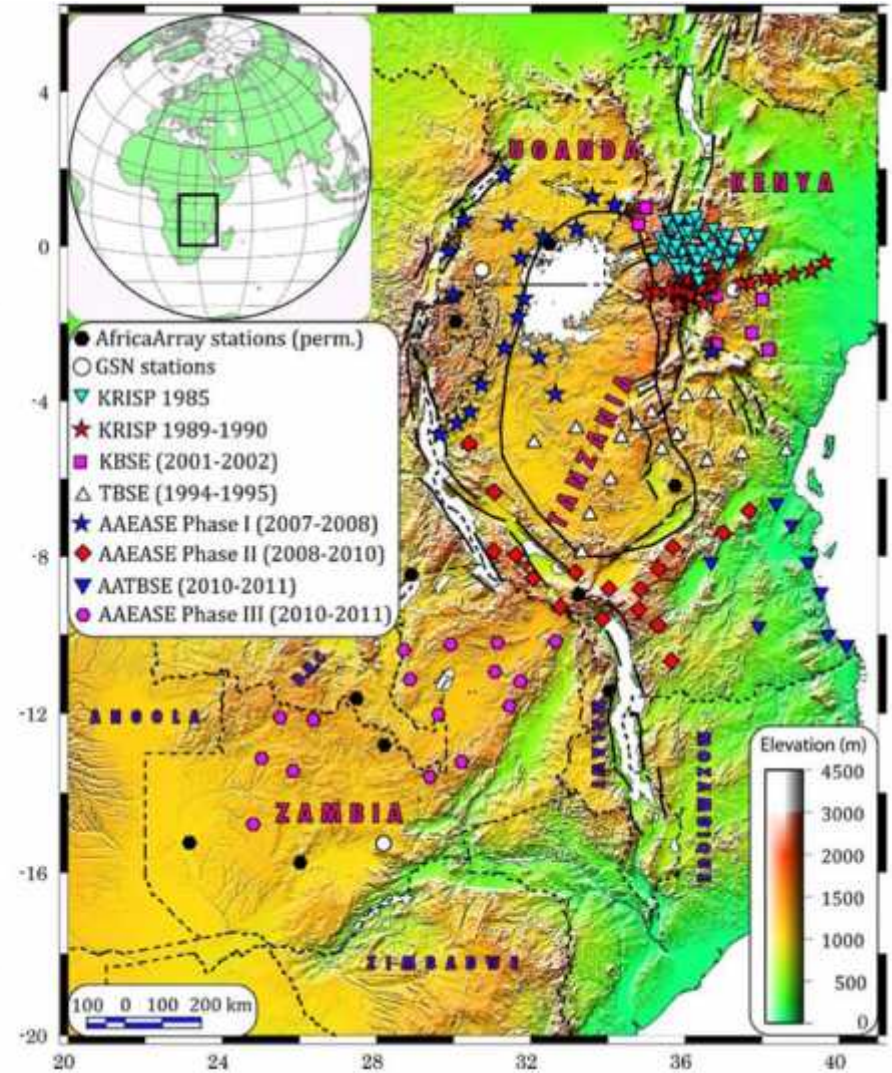 4
0
-4
-8
-12
-16
-20
20
24
28
32
36
40
UGANDA
KENYA
TANZANIA
ANGOLA
D.R.C
ZAMBIA
MALAWI
MOZAMBIQUE
ZIMBABWE
AfricaArray stations (perm.)
GSN stations
KRISP 1985
KRISP 1989-1990
KBSE (2001-2002)
TBSE (1994-1995)
AAEASE Phase I (2007-2008)
AAEASE Phase II (2008-2010)
AATBSE (2010-2011)
AAEASE Phase III (2010-2011)
Elevation (m)
4500
3000
2000
1500
1000
500
0
100 0 100 200 km